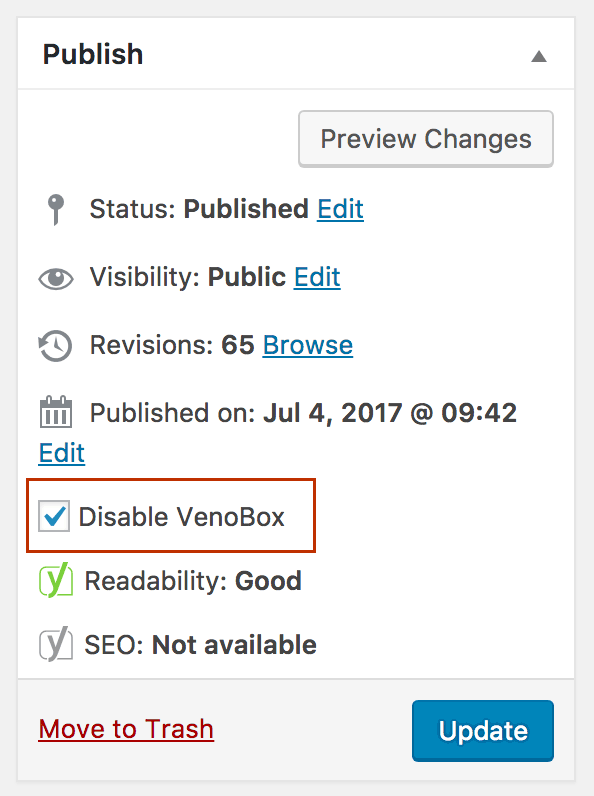 Publish
Preview Changes
Status: Published Edit
Visibility: Public Edit
Revisions: 65 Browse
Published on: Jul 4, 2017 @ 09:42
Edit
Disable VenoBox
Readability: Good
SEO: Not available
Move to Trash
Update